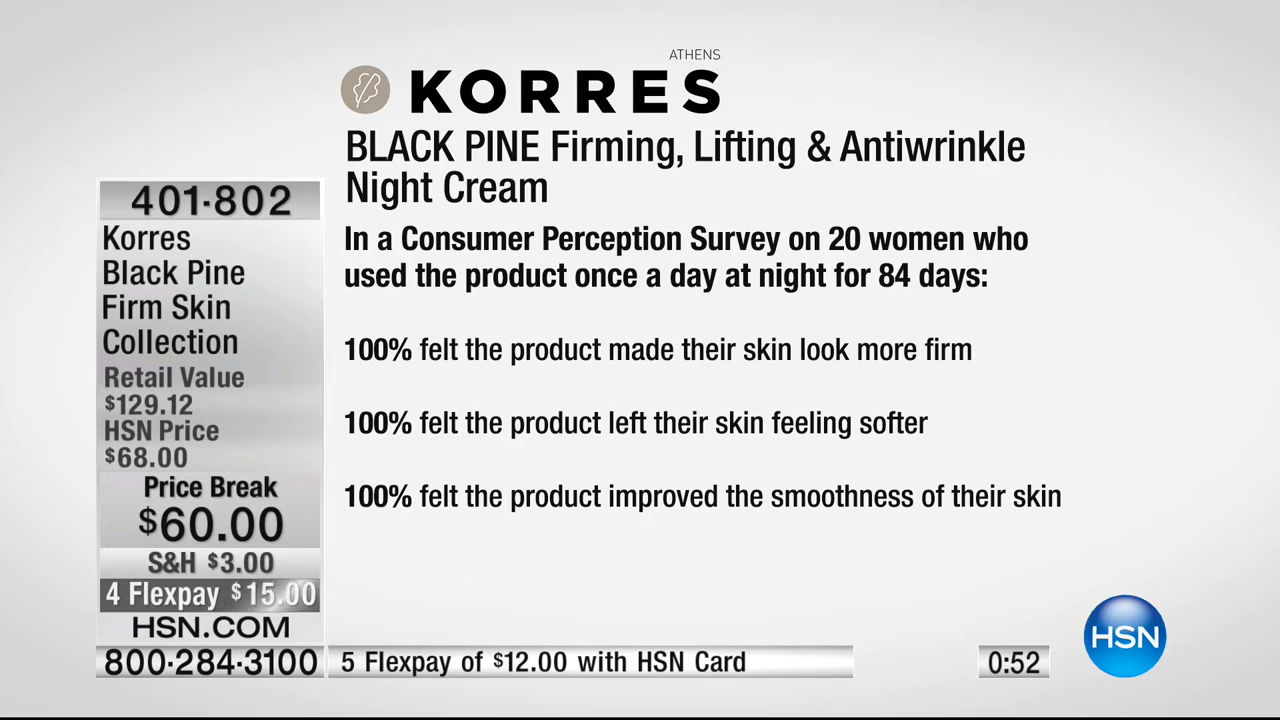 ATHENS
KORRES
BLACK PINE Firming, Lifting & Antiwrinkle
Night Cream
In a Consumer Perception Survey on 20 women who
used the product once a day at night for 84 days:
100% felt the product made their skin look more firm
100% felt the product left their skin feeling softer
100% felt the product improved the smoothness of their skin
401·802
Korres
Black Pine
Firm Skin
Collection
Retail Value
$129.12
HSN Price
$68.00
Price Break
$60.00
S&H $3.00
4 Flexpay $15.00
HSN.COM
800·284·3100
5 Flexpay of $12.00 with HSN Card
0:52
HSN